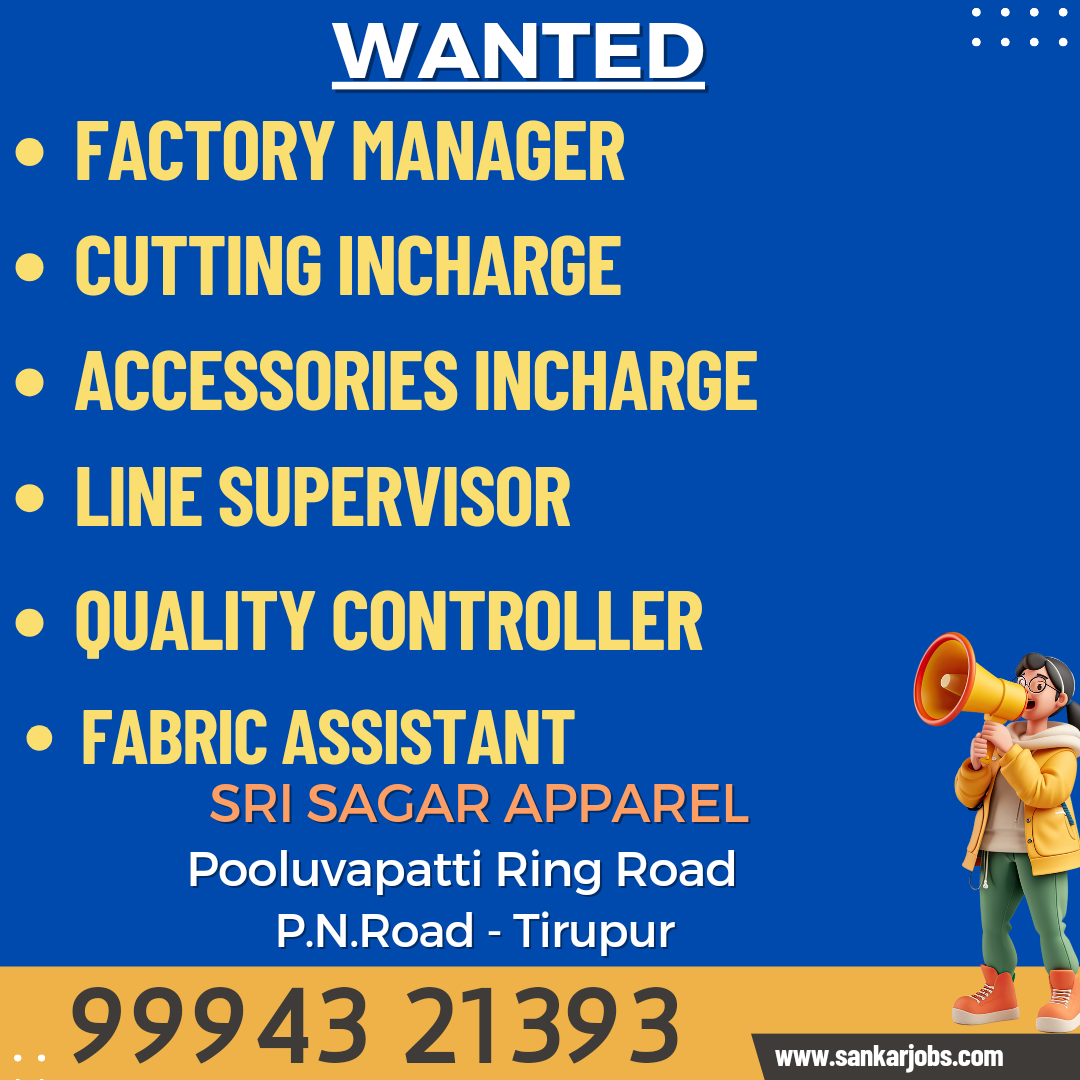 WANTED
FACTORY MANAGER
CUTTING INCHARGE
ACCESSORIES INCHARGE
LINE SUPERVISOR
QUALITY CONTROLLER
FABRIC ASSISTANT
SRI SAGAR APPAREL
Pooluvapatti Ring Road
P.N.Road - Tirupur
99943 21393
www.sankarjobs.com